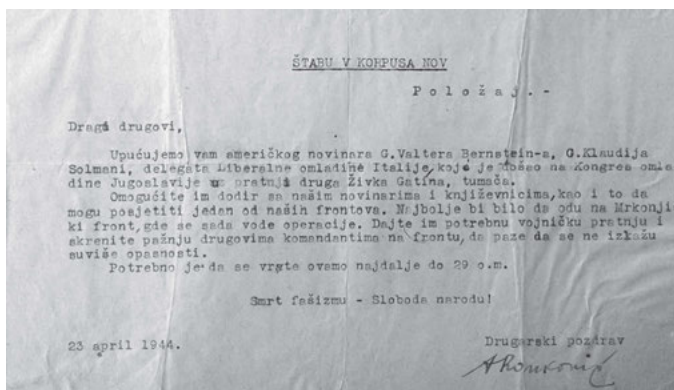 ŠTABU V KORPUSA NOV
Položaj.-
Dragi drugovi,
Upućujemo vam američkog novinara G.Valtera Bernstein-a, G.Klaudija
Solmani, delegata Liberalne omladine Italije, koji je došao na Kongres omla
dine Jugoslavije u pratnji druga Živka Gatina, tumača.
Omogućite im dodir sa našim novinarima i književnicima,kao i to da
mogu posjetiti jedan od naših frontova. Najbolje bi bilo da odu na Mrkonji
ki front, gde se sada vode operacije. Dajte im potrebnu vojničku pratnju i
skrenite pažnju drugovima komandantima na frontu, da paze da se ne izkažu
suviše opasnosti.
Potrebno je da se vrate ovamo najdalje do 29 o.m.
Smrt fašizmu - Sloboda narodu!
23 april 1944.
Drugarski pozdrav
ARanković